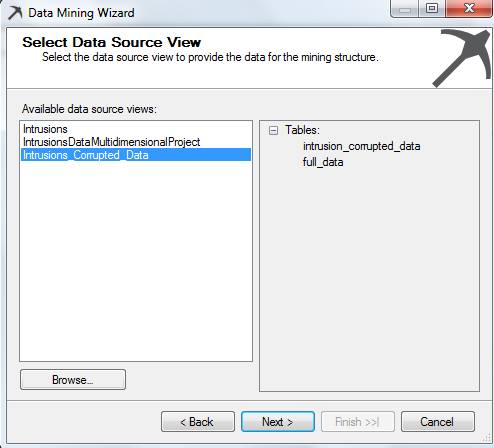 Data Mining Wizard
Select Data Source View
Select the data source view to provide the data for the mining structure.
Available data source views:
Intrusions
IntrusionsDataMultidimensionalProject
Intrusions_Corrupted_Data
Tables:
intrusion_corrupted_data
full_data
Browse...
< Back
Next >
Finish >>|
Cancel